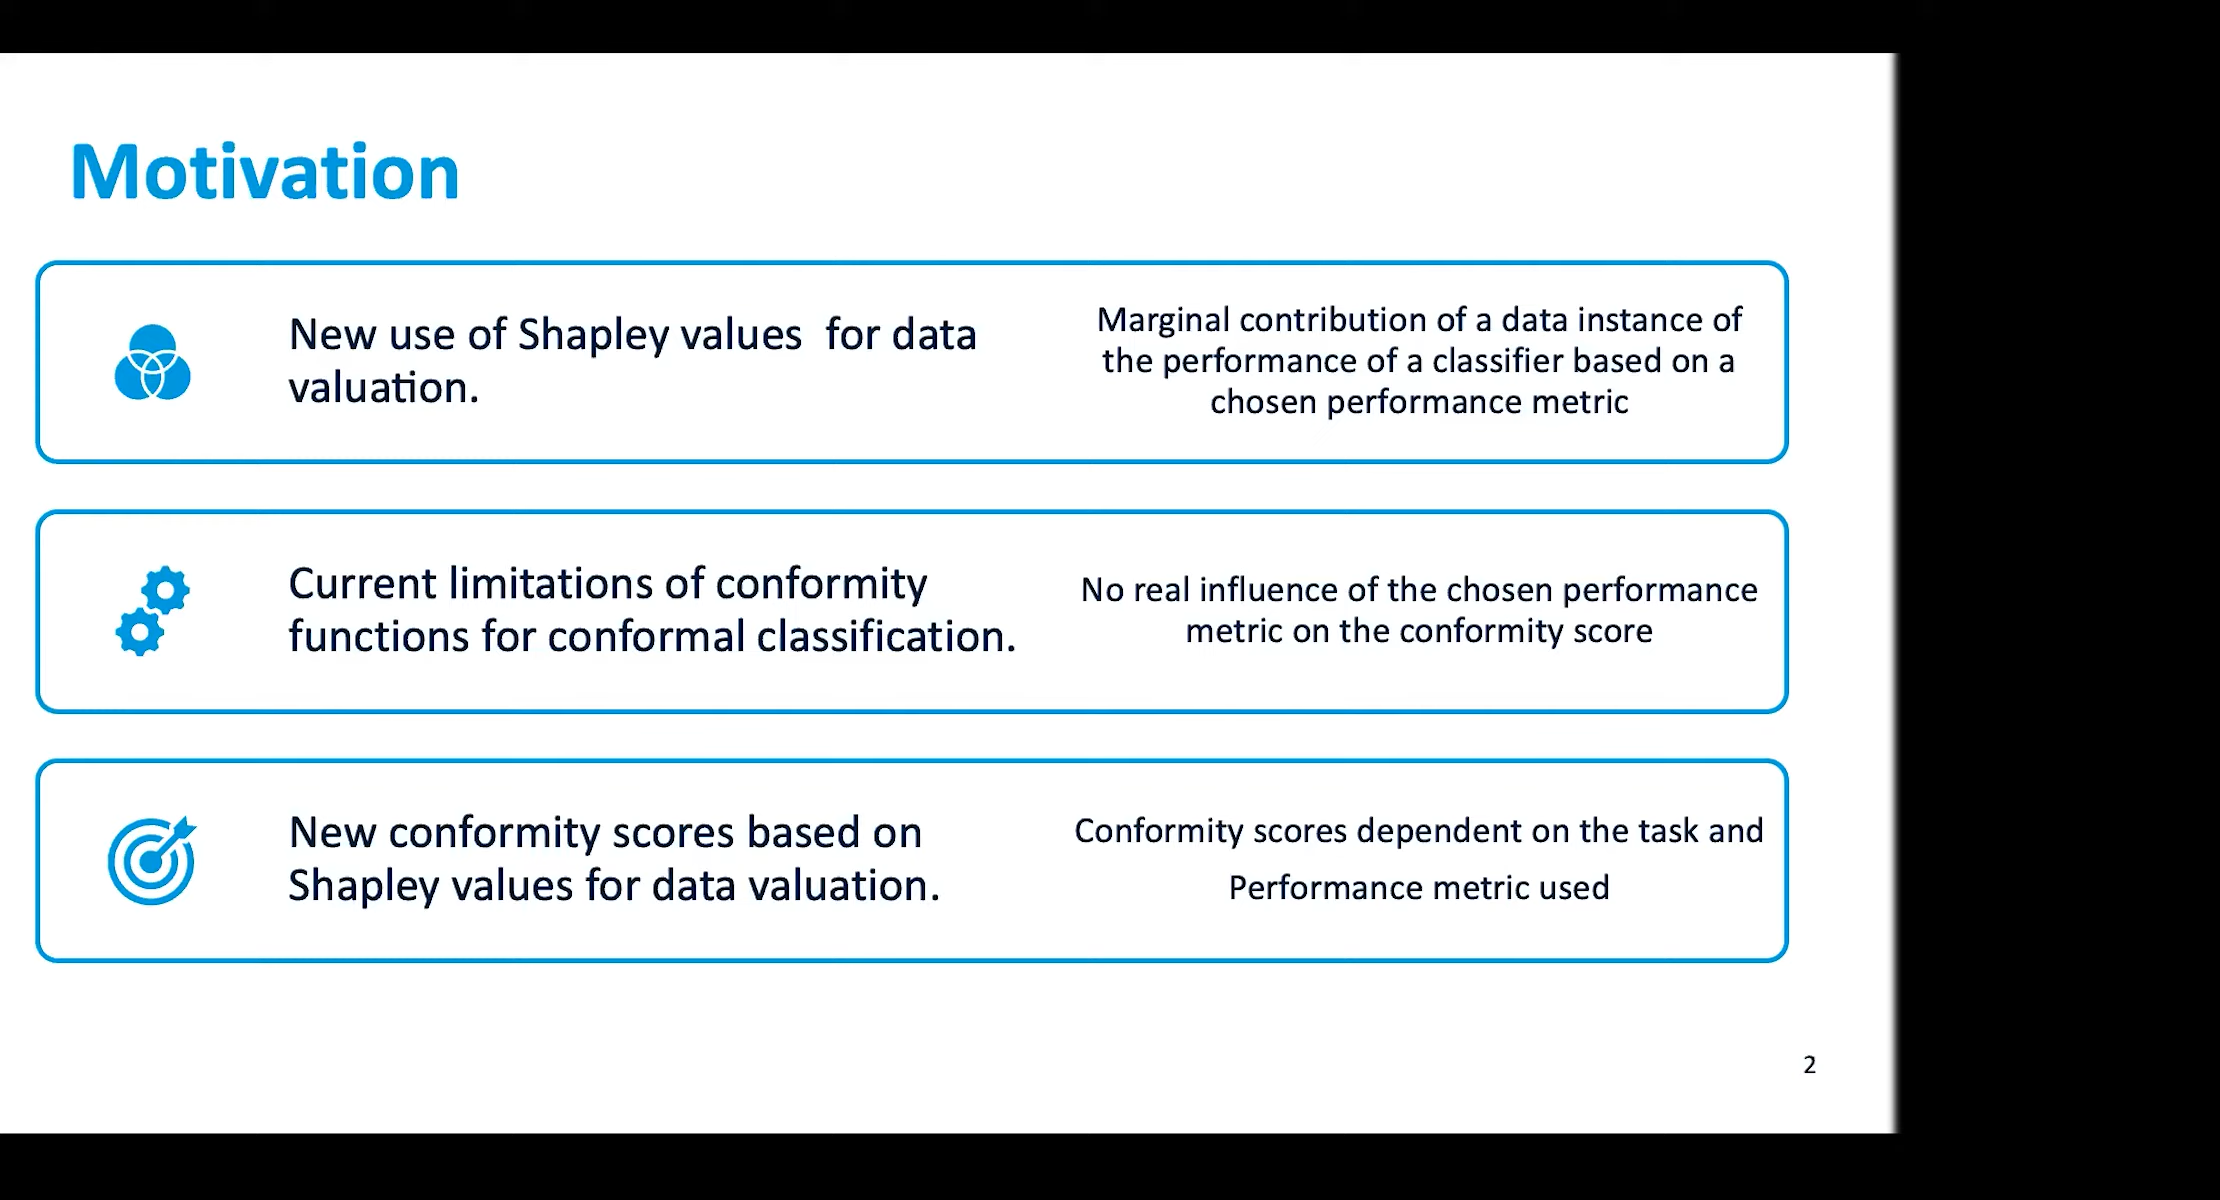 Motivation
New use of Shapley values  for data
valuation.
Marginal contribution of a data instance of
the performance of a classifier based on a
chosen performance metric
Current limitations of conformity
functions for conformal classification.
No real influence of the chosen performance
metric on the conformity score
New conformity scores based on
Shapley values for data valuation.
Conformity scores dependent on the task and
Performance metric used
2